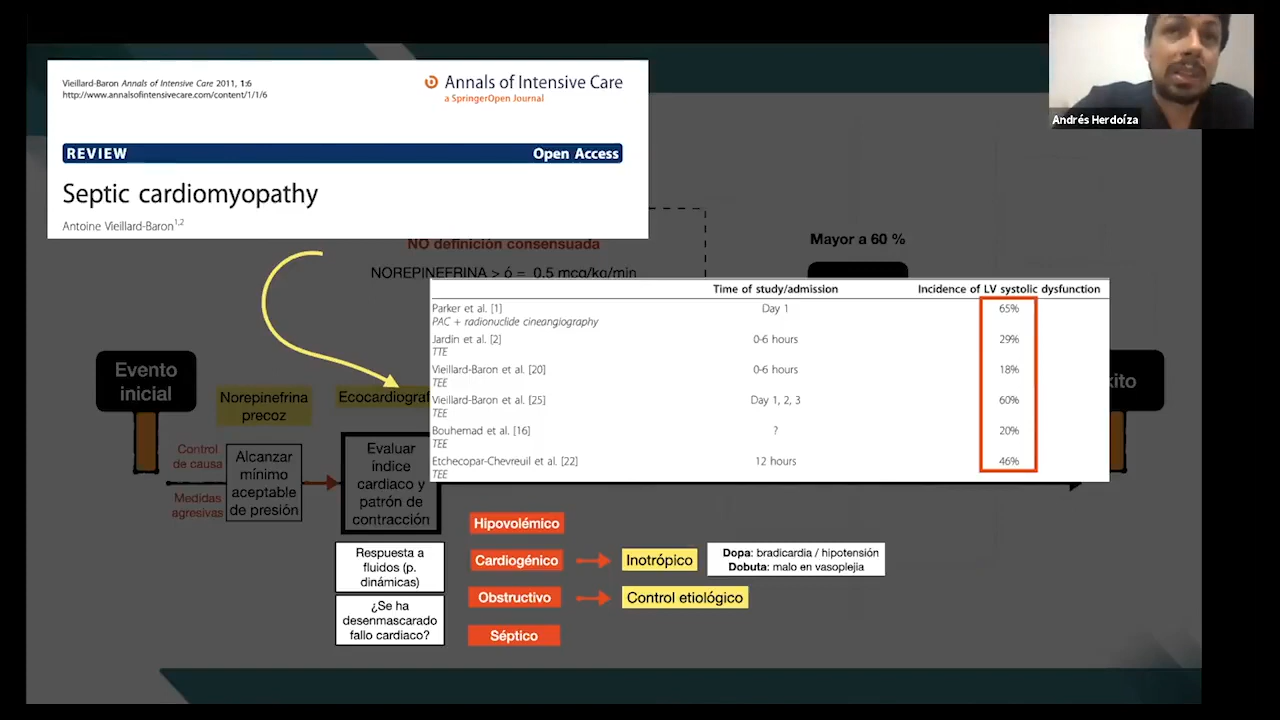 Vieillard-Baron Annals of Intensive Care 2011, 1:6
http://www.annalsofintensivecare.com/content/1/1/6
Annals of Intensive Care
a SpringerOpen Journal
REVIEW Open Access
Septic cardiomyopathy
Antoine Vieillard-Baron1,2
Andrés Herdoíza
NO definición consensuada
NOREPINEFRINA > ó = 0.5 mcg/kg/min
Mayor a 60 %
Time of study/admission Incidence of LV systolic dysfunction
Parker et al. [1] Day 1 65%
PAC + radionuclide cineangiography
Jardin et al. [2] 0-6 hours 29%
TTE
Vieillard-Baron et al. [20] 0-6 hours 18%
TEE
Vieillard-Baron et al. [25] Day 1, 2, 3 60%
TEE
Bouhemad et al. [16] ? 20%
TEE
Etchecopar-Chevreuil et al. [22] 12 hours 46%
TEE
Evento
inicial
Norepinefrina
precoz
Control
de causa
Medidas
agresivas
Alcanzar
mínimo
aceptable
de presión
Evaluar
índice
cardiaco y
patrón de
contracción
Respuesta a
fluidos (p.
dinámicas)
¿Se ha
desenmascarado
fallo cardiaco?
Hipovolémico
Cardiogénico
Inotrópico
Dopa: bradicardia / hipotensión
Dobuta: malo en vasoplejia
Obstructivo
Control etiológico
Séptico